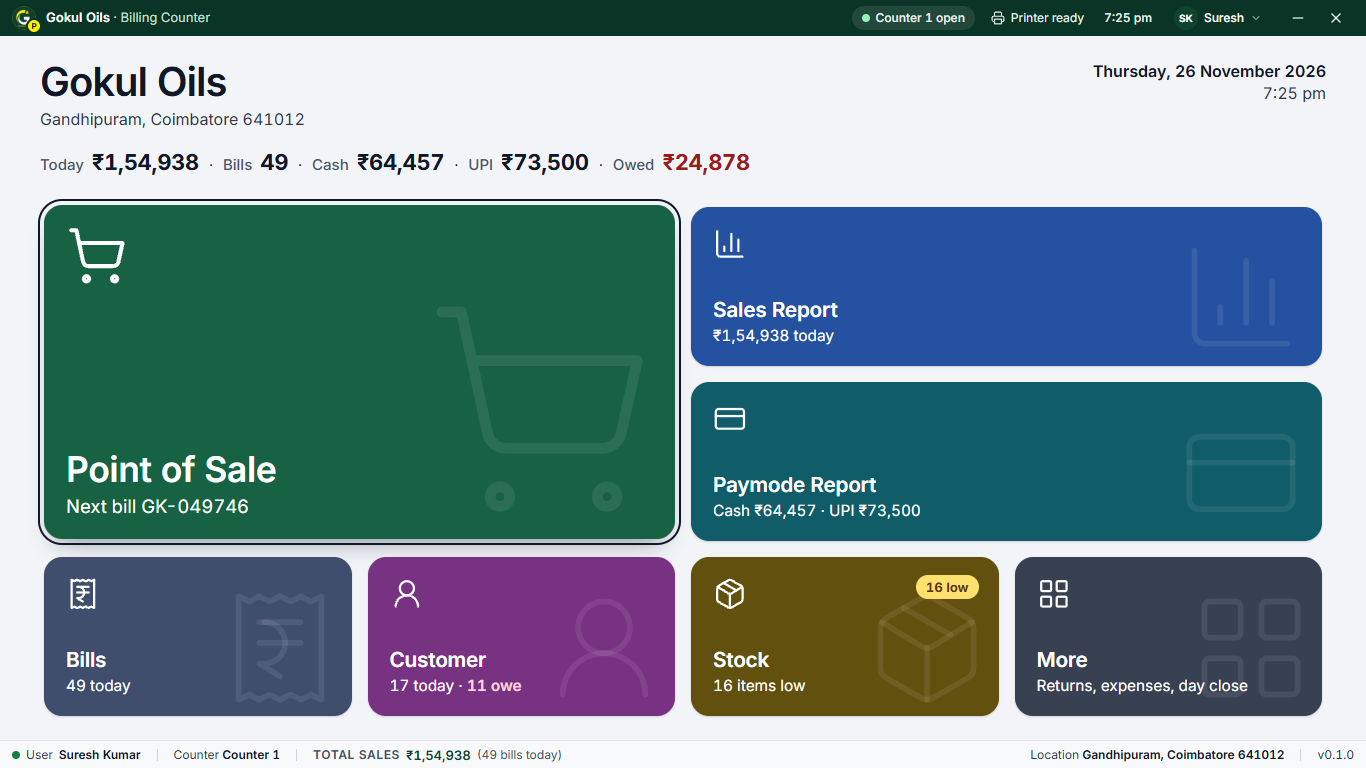 G P Gokul Oils · Billing Counter
Counter 1 open Printer ready 7:25 pm SK Suresh
Gokul Oils
Gandhipuram, Coimbatore 641012
Thursday, 26 November 2026
7:25 pm
Today ₹1,54,938 · Bills 49 · Cash ₹64,457 · UPI ₹73,500 · Owed ₹24,878
Point of Sale
Next bill GK-049746
Sales Report
₹1,54,938 today
Paymode Report
Cash ₹64,457 · UPI ₹73,500
₹
Bills
49 today
Customer
17 today · 11 owe
16 low
Stock
16 items low
More
Returns, expenses, day close
User Suresh Kumar Counter Counter 1 TOTAL SALES ₹1,54,938 (49 bills today)
Location Gandhipuram, Coimbatore 641012 v0.1.0